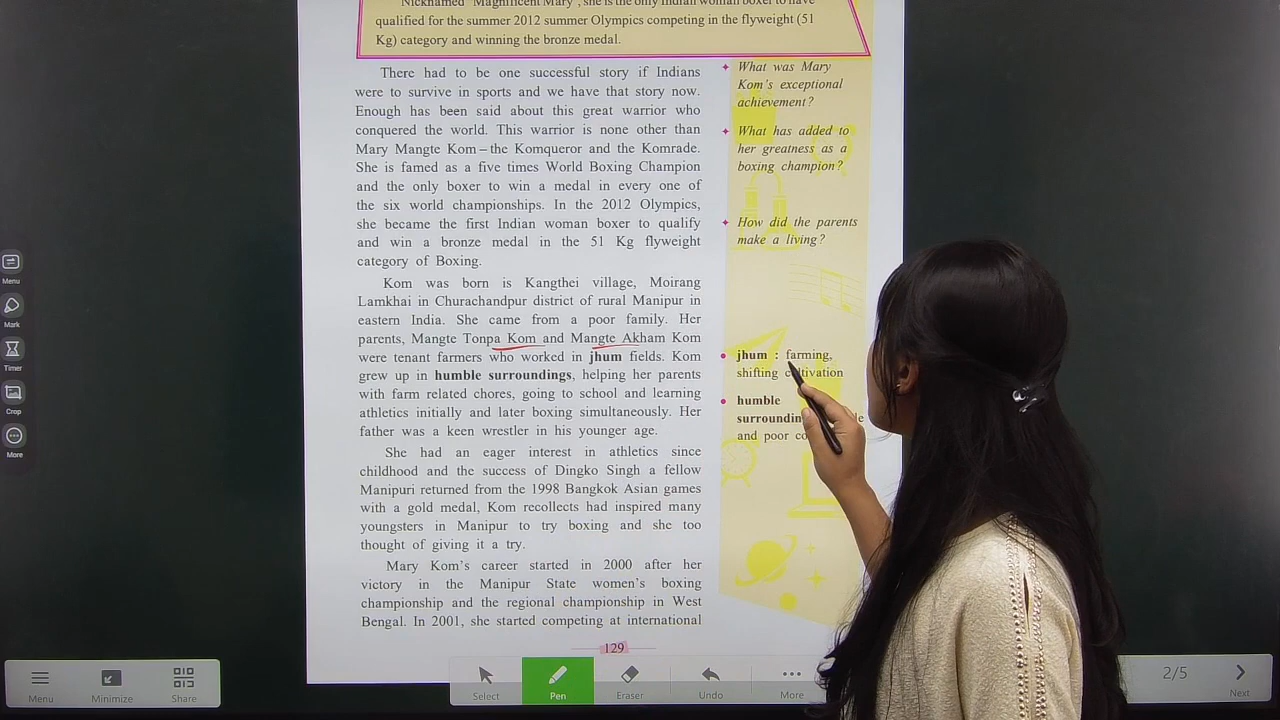 Nicknamed "Magnificent Mary", she is the only Indian woman boxer to have
qualified for the summer 2012 summer Olympics competing in the flyweight (51
Kg) category and winning the bronze medal.
There had to be one successful story if Indians
were to survive in sports and we have that story now.
Enough has been said about this great warrior who
conquered the world. This warrior is none other than
Mary Mangte Kom – the Komqueror and the Komrade.
She is famed as a five times World Boxing Champion
and the only boxer to win a medal in every one of
the six world championships. In the 2012 Olympics,
she became the first Indian woman boxer to qualify
and win a bronze medal in the 51 Kg flyweight
category of Boxing.
Kom was born is Kangthei village, Moirang
Lamkhai in Churachandpur district of rural Manipur in
eastern India. She came from a poor family. Her
parents, Mangte Tonpa Kom and Mangte Akham Kom
were tenant farmers who worked in jhum fields. Kom
grew up in humble surroundings, helping her parents
with farm related chores, going to school and learning
athletics initially and later boxing simultaneously. Her
father was a keen wrestler in his younger age.
She had an eager interest in athletics since
childhood and the success of Dingko Singh a fellow
Manipuri returned from the 1998 Bangkok Asian games
with a gold medal, Kom recollects had inspired many
youngsters in Manipur to try boxing and she too
thought of giving it a try.
Mary Kom's career started in 2000 after her
victory in the Manipur State women's boxing
championship and the regional championship in West
Bengal. In 2001, she started competing at international
129
What was Mary
Kom's exceptional
achievement?
What has added to
her greatness as a
boxing champion?
How did the parents
make a living?
jhum : farming,
shifting cultivation
humble
and poor
Menu
Mark
Timer
Crop
More
Menu
Minimize
Share
Select
Pen
Eraser
Undo
More
2/5
Next